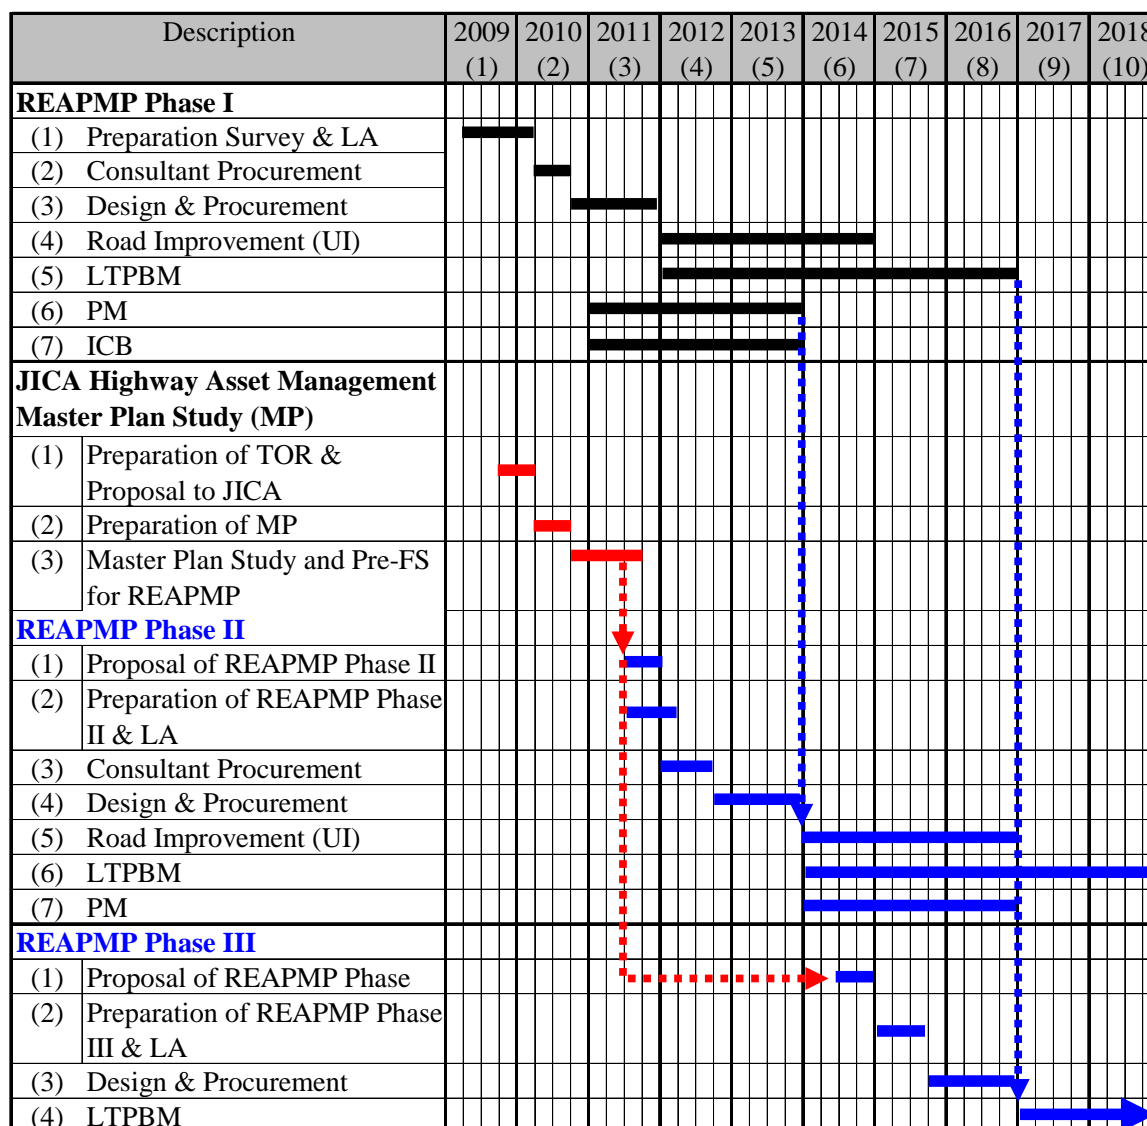 Description 2009 2010 2011 2012 2013 2014 2015 2016 2017 2018
(1) (2) (3) (4) (5) (6) (7) (8) (9) (10)
REAPMP Phase I
(1) Preparation Survey & LA
(2) Consultant Procurement
(3) Design & Procurement
(4) Road Improvement (UI)
(5) LTPBM
(6) PM
(7) ICB
JICA Highway Asset Management
Master Plan Study (MP)
(1) Preparation of TOR &
Proposal to JICA
(2) Preparation of MP
(3) Master Plan Study and Pre-FS
for REAPMP
REAPMP Phase II
(1) Proposal of REAPMP Phase II
(2) Preparation of REAPMP Phase
II & LA
(3) Consultant Procurement
(4) Design & Procurement
(5) Road Improvement (UI)
(6) LTPBM
(7) PM
REAPMP Phase III
(1) Proposal of REAPMP Phase
(2) Preparation of REAPMP Phase
III & LA
(3) Design & Procurement
(4) LTPBM